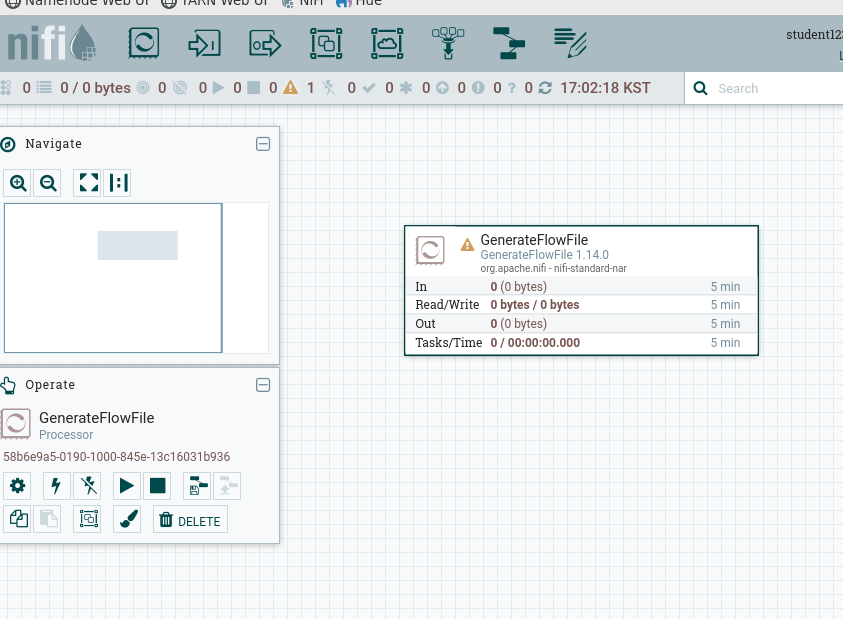 Namenode Web UI YARN Web UI NiFi Hue
nifi
student12
0 0 / 0 bytes 0 0 0 0 1 0 0 0 0 0 ? 0 17:02:18 KST Search
Navigate
Operate
GenerateFlowFile
Processor
58b6e9a5-0190-1000-845e-13c16031b936
DELETE
GenerateFlowFile
GenerateFlowFile 1.14.0
org.apache.nifi - nifi-standard-nar
In 0 (0 bytes) 5 min
Read/Write 0 bytes / 0 bytes 5 min
Out 0 (0 bytes) 5 min
Tasks/Time 0 / 00:00:00.000 5 min